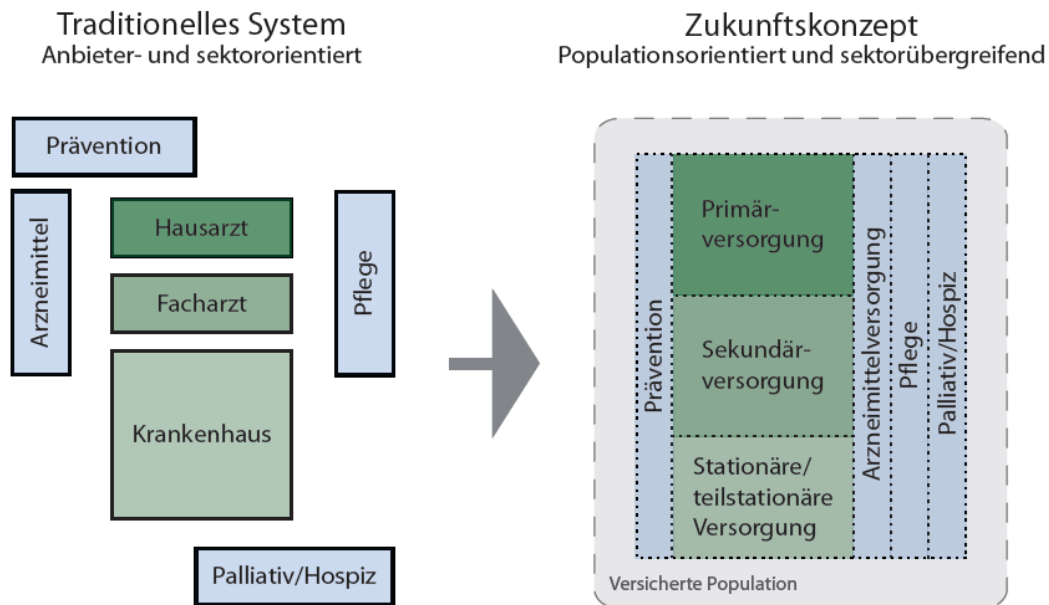 Traditionelles System
Anbieter- und sektororientiert
Prävention
Arzneimittel
Hausarzt
Facharzt
Krankenhaus
Pflege
Palliativ/Hospiz
Zukunftskonzept
Populationsorientiert und sektorübergreifend
Prävention
Primär-
versorgung
Sekundär-
versorgung
Stationäre/
teilstationäre
Versorgung
Arzneimittelversorgung
Pflege
Palliativ/Hospiz
Versicherte Population